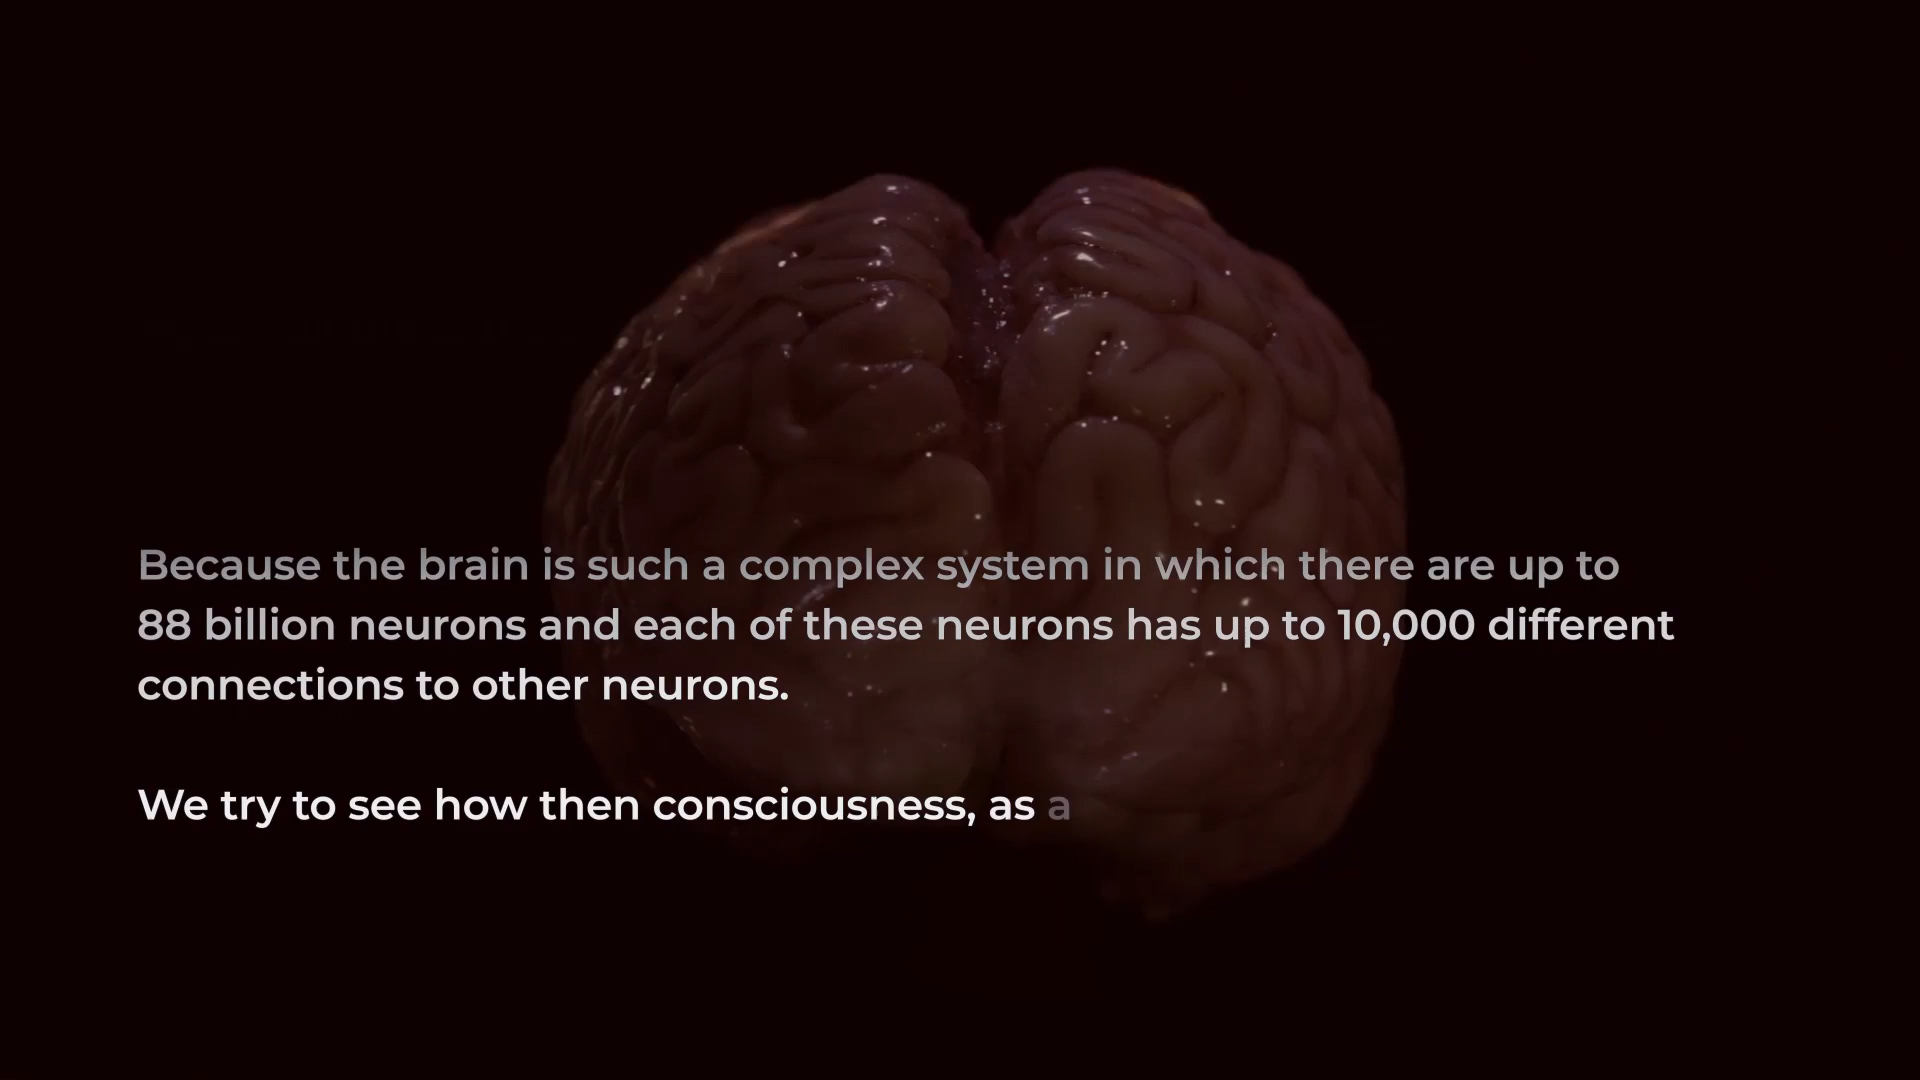 Because the brain is such a complex system in which there are up to
88 billion neurons and each of these neurons has up to 10,000 different
connections to other neurons.
We try to see how then consciousness, as a